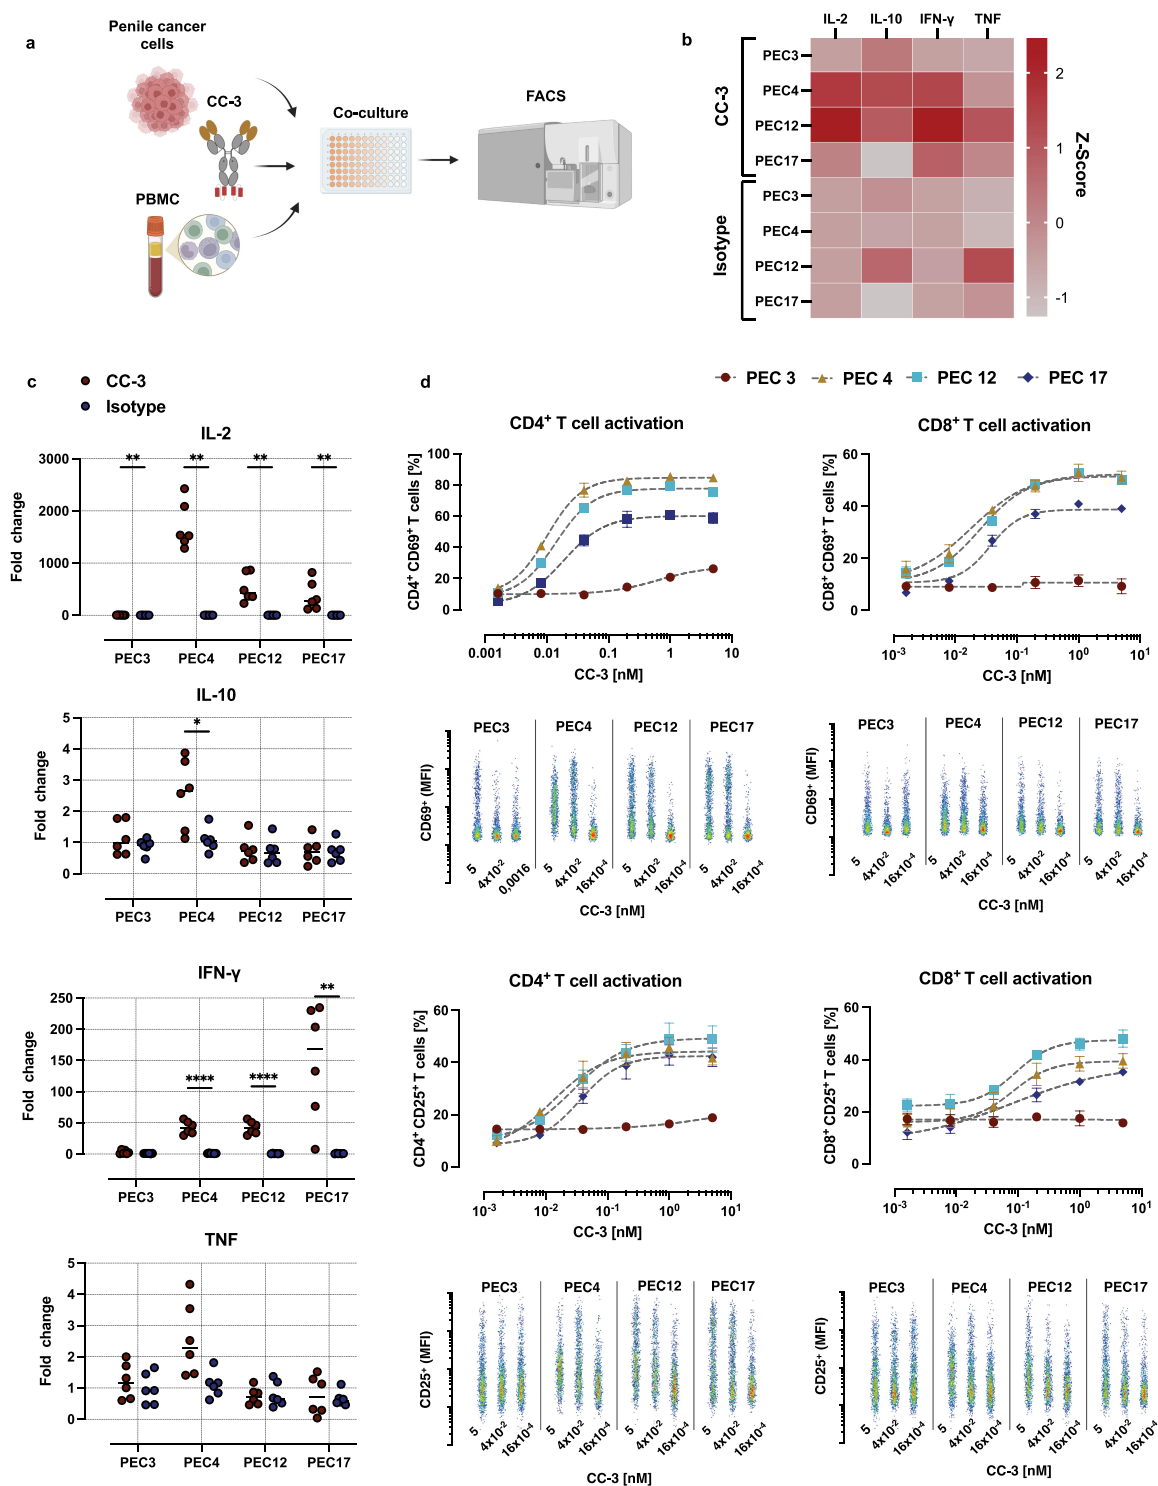 a
Penile cancer
cells
CC-3
PBMC
Co-culture
FACS
b
IL-2 IL-10 IFN-γ TNF
CC-3
PEC3
PEC4
PEC12
PEC17
Isotype
PEC3
PEC4
PEC12
PEC17
2
1
0
-1
Z-Score
c
CC-3
Isotype
IL-2
Fold change
3000
2000
1000
0
** ** ** **
PEC3 PEC4 PEC12 PEC17
IL-10
Fold change
5
4
3
2
1
0
*
PEC3 PEC4 PEC12 PEC17
IFN-γ
Fold change
250
200
150
100
50
0
**** **** **
PEC3 PEC4 PEC12 PEC17
TNF
Fold change
5
4
3
2
1
0
PEC3 PEC4 PEC12 PEC17
d
PEC 3 PEC 4 PEC 12 PEC 17
CD4⁺ T cell activation
CD4⁺ CD69⁺ T cells [%]
100
80
60
40
20
0
0.001 0.01 0.1 1 10
CC-3 [nM]
CD8⁺ T cell activation
CD8⁺ CD69⁺ T cells [%]
60
40
20
0
10⁻³ 10⁻² 10⁻¹ 10⁰ 10¹
CC-3 [nM]
PEC3 PEC4 PEC12 PEC17
CD69⁺ (MFI)
5 4x10⁻² 0,0016 5 4x10⁻² 16x10⁻⁴ 5 4x10⁻² 16x10⁻⁴ 5 4x10⁻² 16x10⁻⁴
CC-3 [nM]
PEC3 PEC4 PEC12 PEC17
CD69⁺ (MFI)
5 4x10⁻² 16x10⁻⁴ 5 4x10⁻² 16x10⁻⁴ 5 4x10⁻² 16x10⁻⁴ 5 4x10⁻² 16x10⁻⁴
CC-3 [nM]
CD4⁺ T cell activation
CD4⁺ CD25⁺ T cells [%]
60
40
20
0
10⁻³ 10⁻² 10⁻¹ 10⁰ 10¹
CC-3 [nM]
CD8⁺ T cell activation
CD8⁺ CD25⁺ T cells [%]
60
40
20
0
10⁻³ 10⁻² 10⁻¹ 10⁰ 10¹
CC-3 [nM]
PEC3 PEC4 PEC12 PEC17
CD25⁺ (MFI)
5 4x10⁻² 16x10⁻⁴ 5 4x10⁻² 16x10⁻⁴ 5 4x10⁻² 16x10⁻⁴ 5 4x10⁻² 16x10⁻⁴
CC-3 [nM]
PEC3 PEC4 PEC12 PEC17
CD25⁺ (MFI)
5 4x10⁻² 16x10⁻⁴ 5 4x10⁻² 16x10⁻⁴ 5 4x10⁻² 16x10⁻⁴ 5 4x10⁻² 16x10⁻⁴
CC-3 [nM]